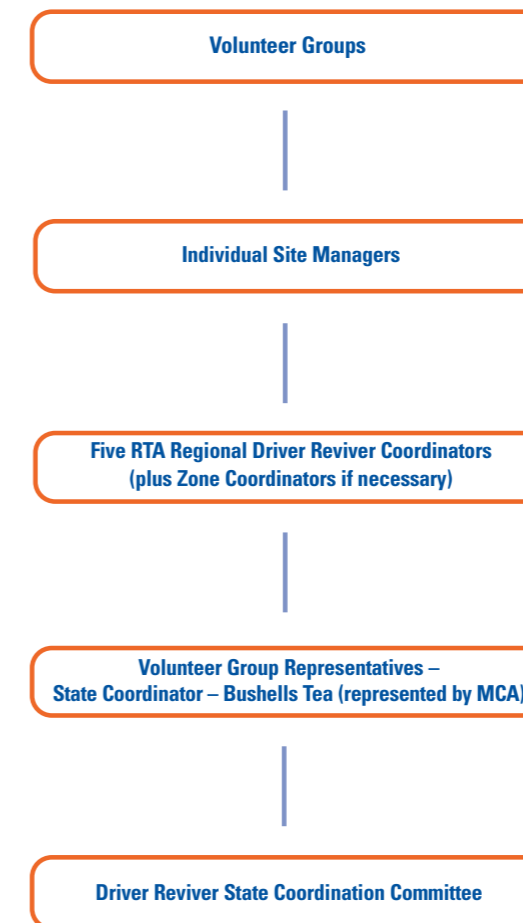 Volunteer Groups
Individual Site Managers
Five RTA Regional Driver Reviver Coordinators
(plus Zone Coordinators if necessary)
Volunteer Group Representatives –
State Coordinator – Bushells Tea (represented by MCA)
Driver Reviver State Coordination Committee